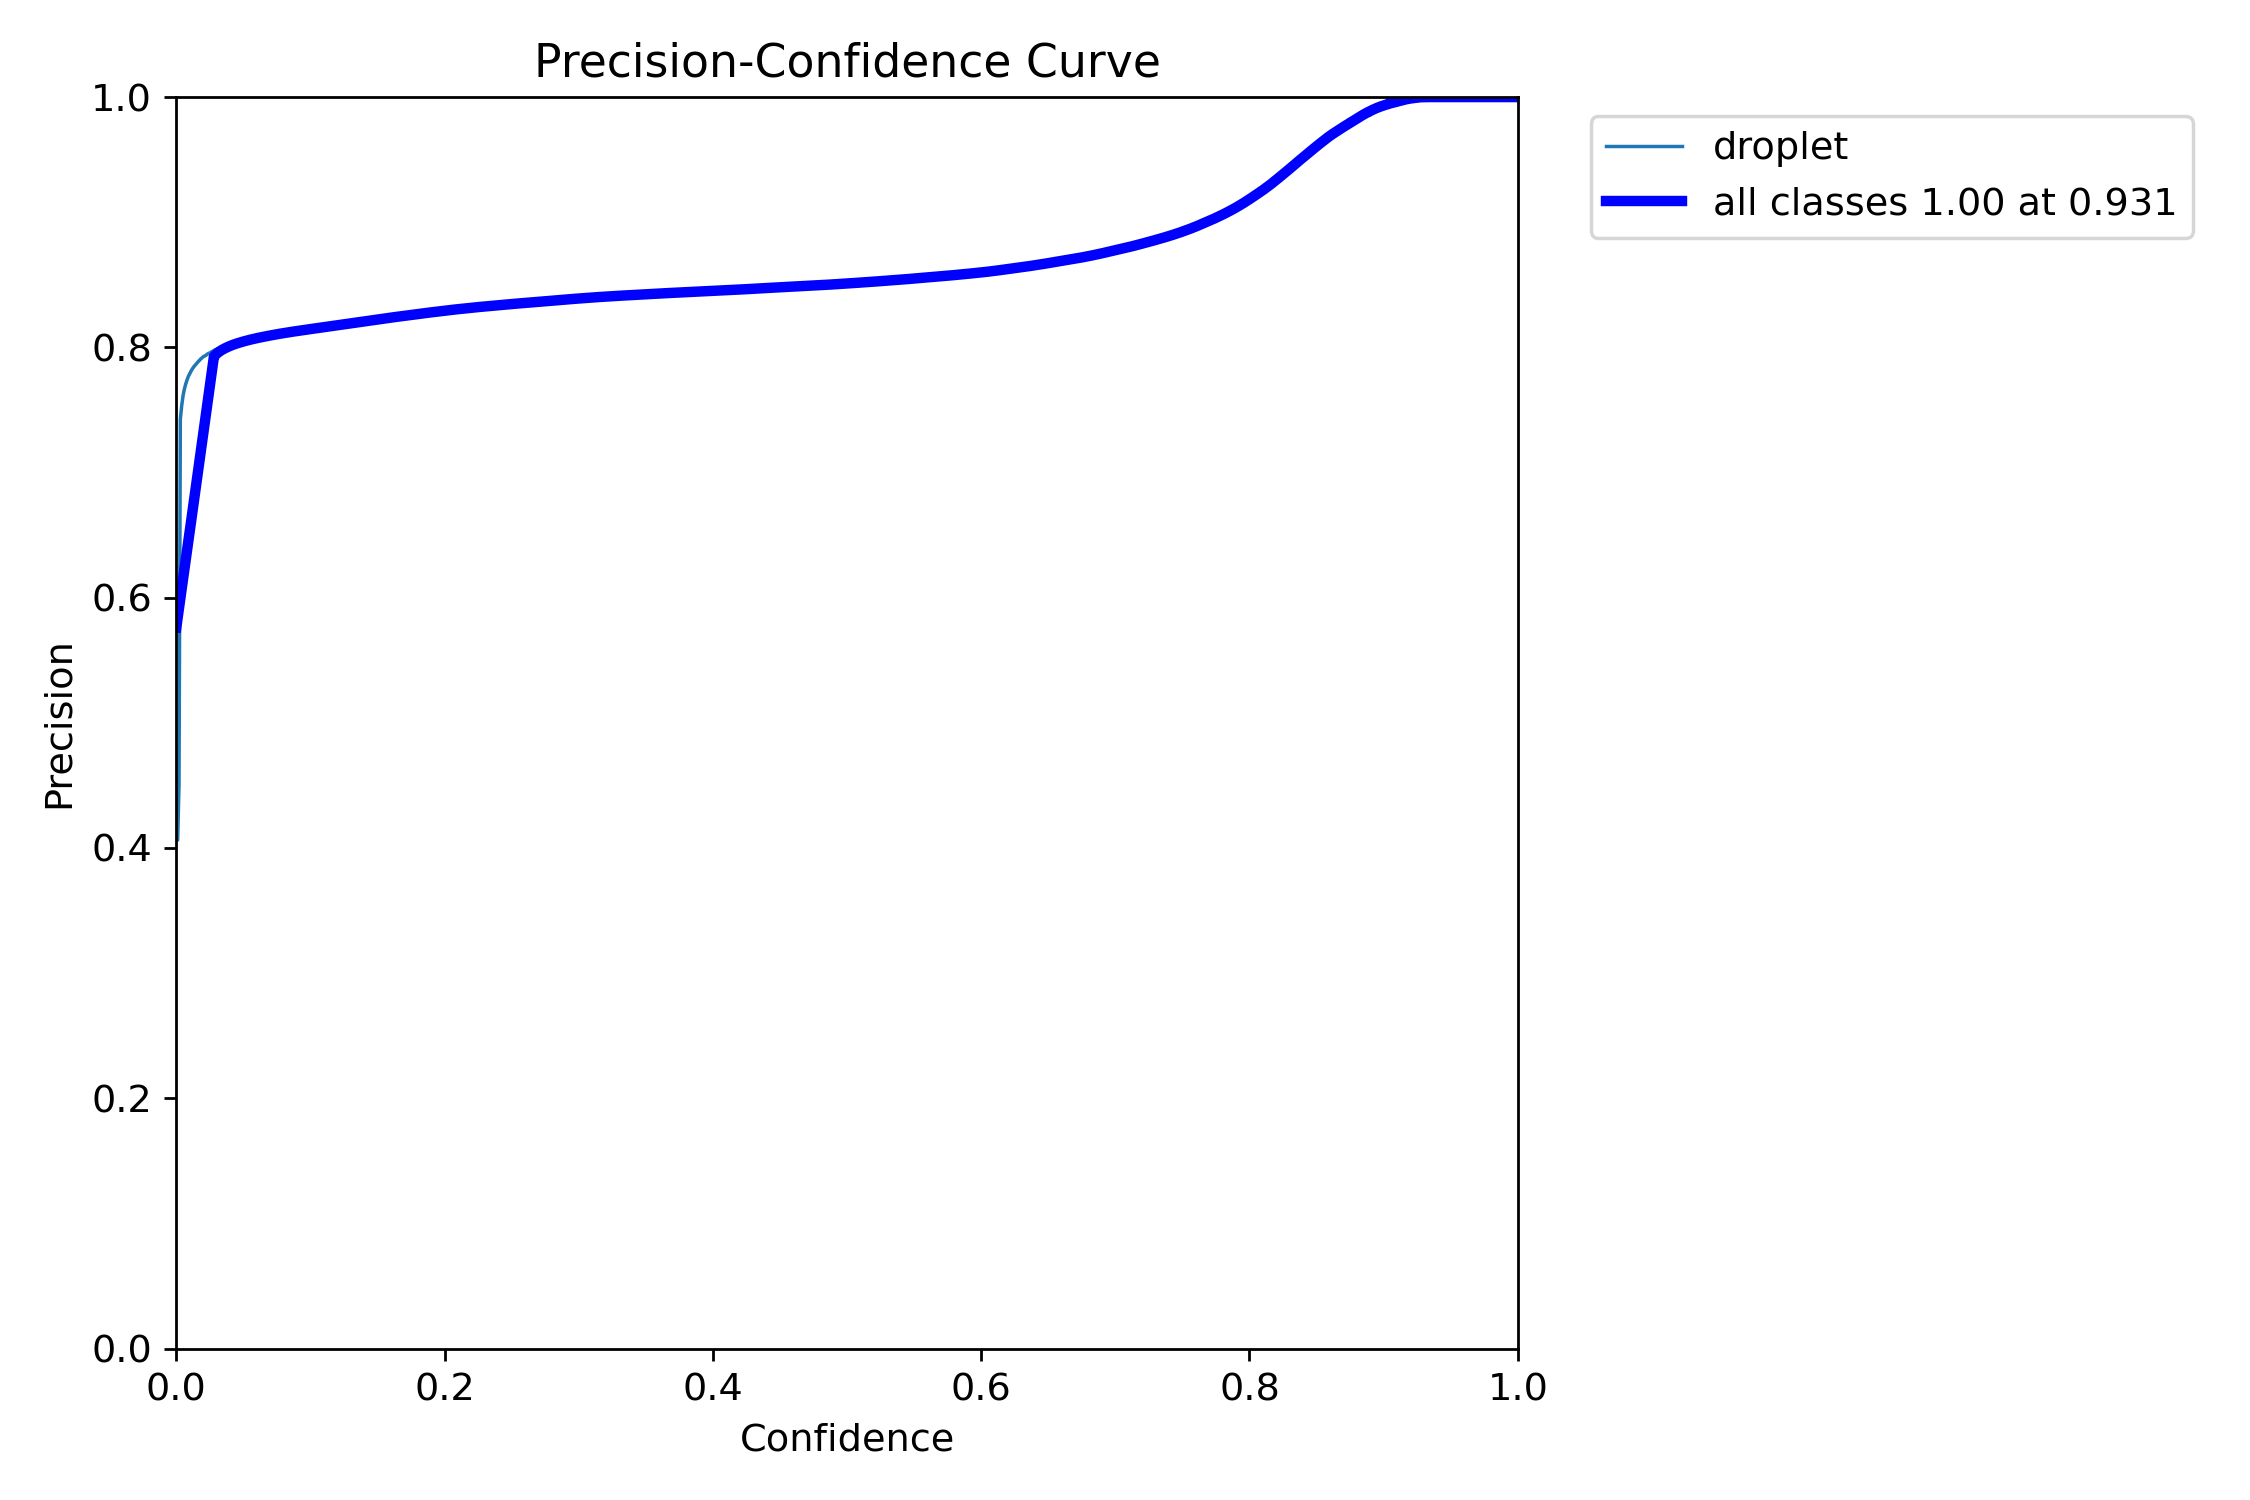 Precision-Confidence Curve
1.0
0.8
0.6
0.4
0.2
0.0
Precision
0.0 0.2 0.4 0.6 0.8 1.0
Confidence
droplet
all classes 1.00 at 0.931